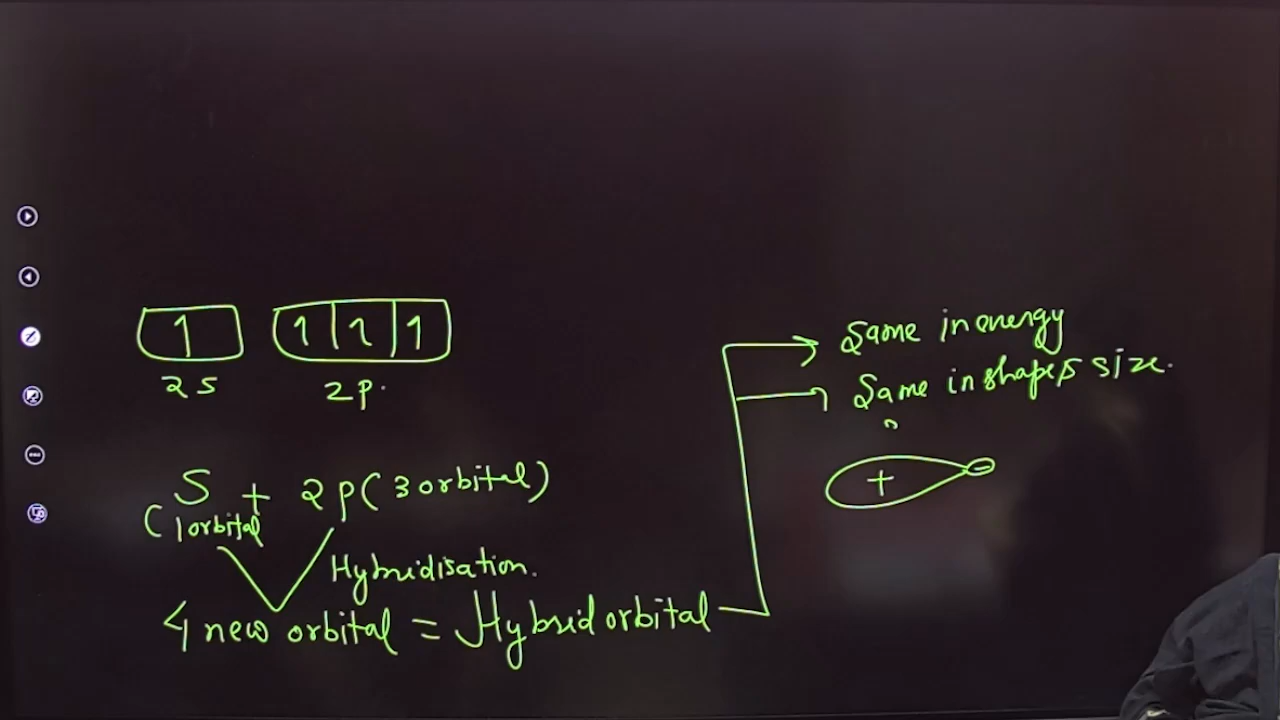 1 1 1 1
2s 2p.
S + 2p (3 orbital)
(1 orbital
Hybridisation.
4 new orbital = Hybrid orbital
Same in energy
Same in shape & size.
+ -